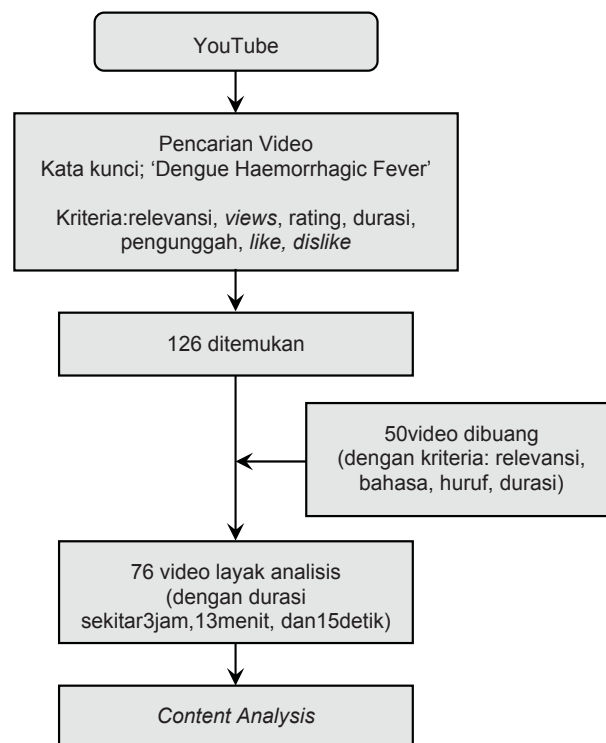 YouTube
Pencarian Video
Kata kunci; ‘Dengue Haemorrhagic Fever’
Kriteria:relevansi, views, rating, durasi,
pengunggah, like, dislike
126 ditemukan
50video dibuang
(dengan kriteria: relevansi,
bahasa, huruf, durasi)
76 video layak analisis
(dengan durasi
sekitar3jam,13menit, dan15detik)
Content Analysis